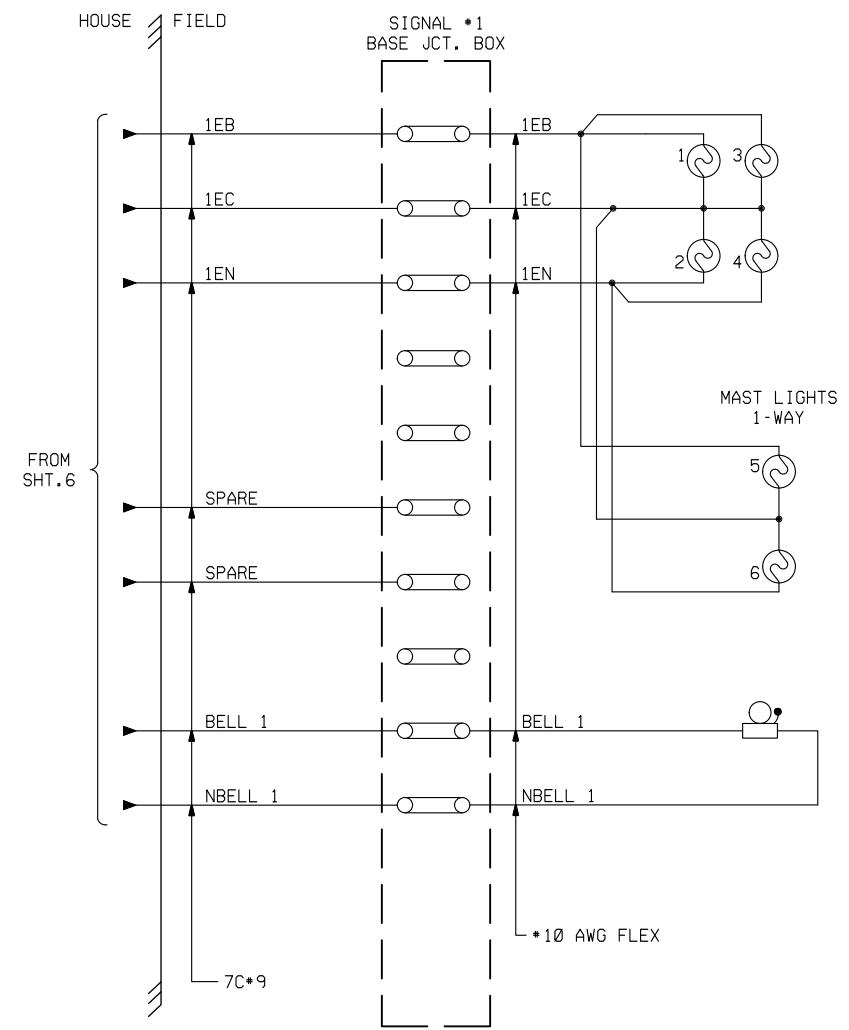 HOUSE FIELD
SIGNAL #1
BASE JCT. BOX
1EB 1EB
1 3
1EC 1EC
2 4
1EN 1EN
MAST LIGHTS
1-WAY
FROM
SHT.6
5
SPARE
SPARE
6
BELL 1 BELL 1
NBELL 1 NBELL 1
#10 AWG FLEX
7C#9